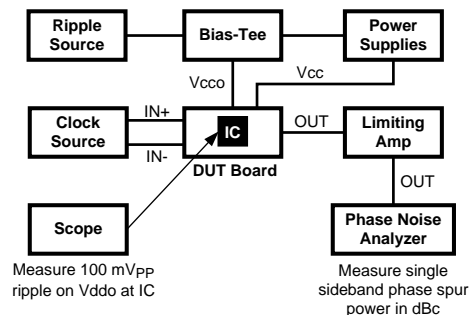 Ripple
Source
Bias-Tee
Power
Supplies
Vcco
Vcc
Clock
Source
IN+
IN-
IC
DUT Board
OUT
Limiting
Amp
OUT
Scope
Phase Noise
Analyzer
Measure 100 mVPP
ripple on Vddo at IC
Measure single
sideband phase spur
power in dBc